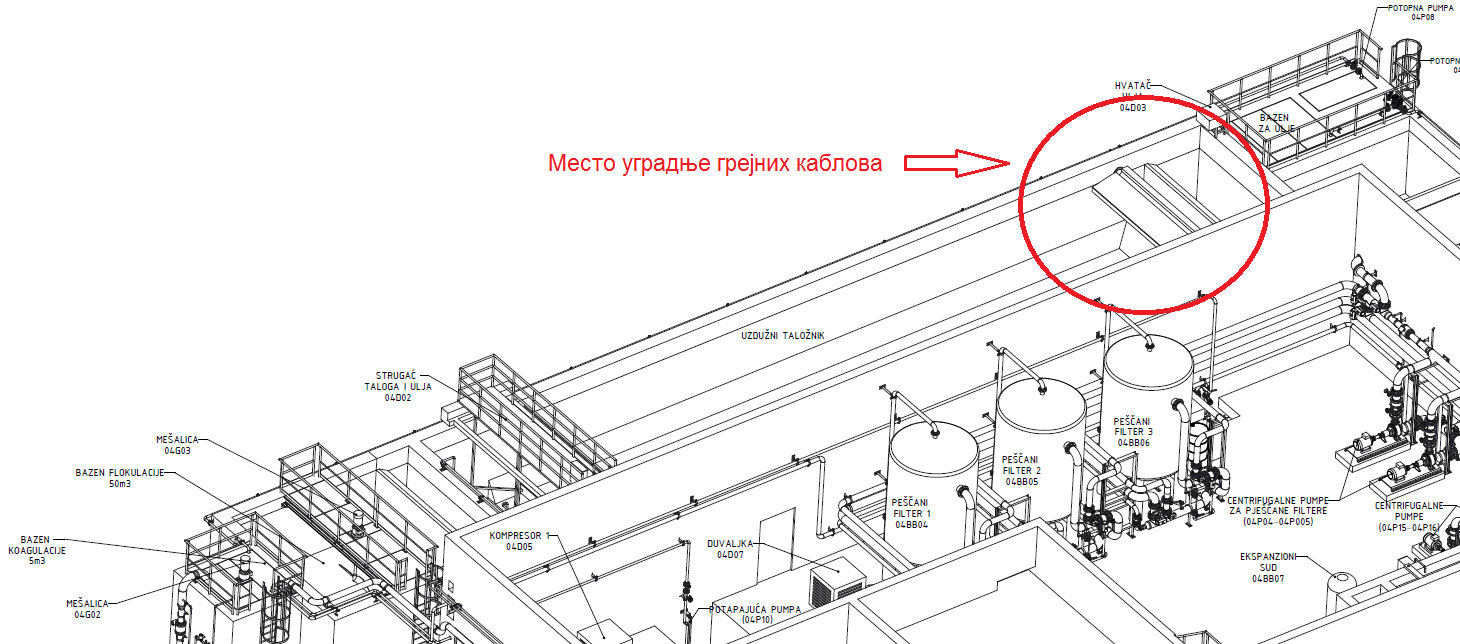 POTOPNA PUMPA
04P08
POTOPN
HVATAČ
04D03
BAZEN
ZA ULJE
Место уградње грејних каблова
UZDUŽNI TALOŽNIK
STRUGAČ
TALOGA I ULJA
04D02
MEŠALICA
04G03
BAZEN FLOKULACIJE
50m3
BAZEN
KOAGULACIJE
5m3
MEŠALICA
04G02
KOMPRESOR 1
04D05
DUVALJKA
04D07
POTAPAJUĆA PUMPA
(04P10)
PEŠČANI
FILTER 1
04BB04
PEŠČANI
FILTER 2
04BB05
PEŠČANI
FILTER 3
04BB06
CENTRIFUGALNE PUMPE
ZA PJEŠČANE FILTERE
(04P04-04P005)
CENTRIFUGALNE
PUMPE
(04P15-04P16)
EKSPANZIONI
SUD
04BB07